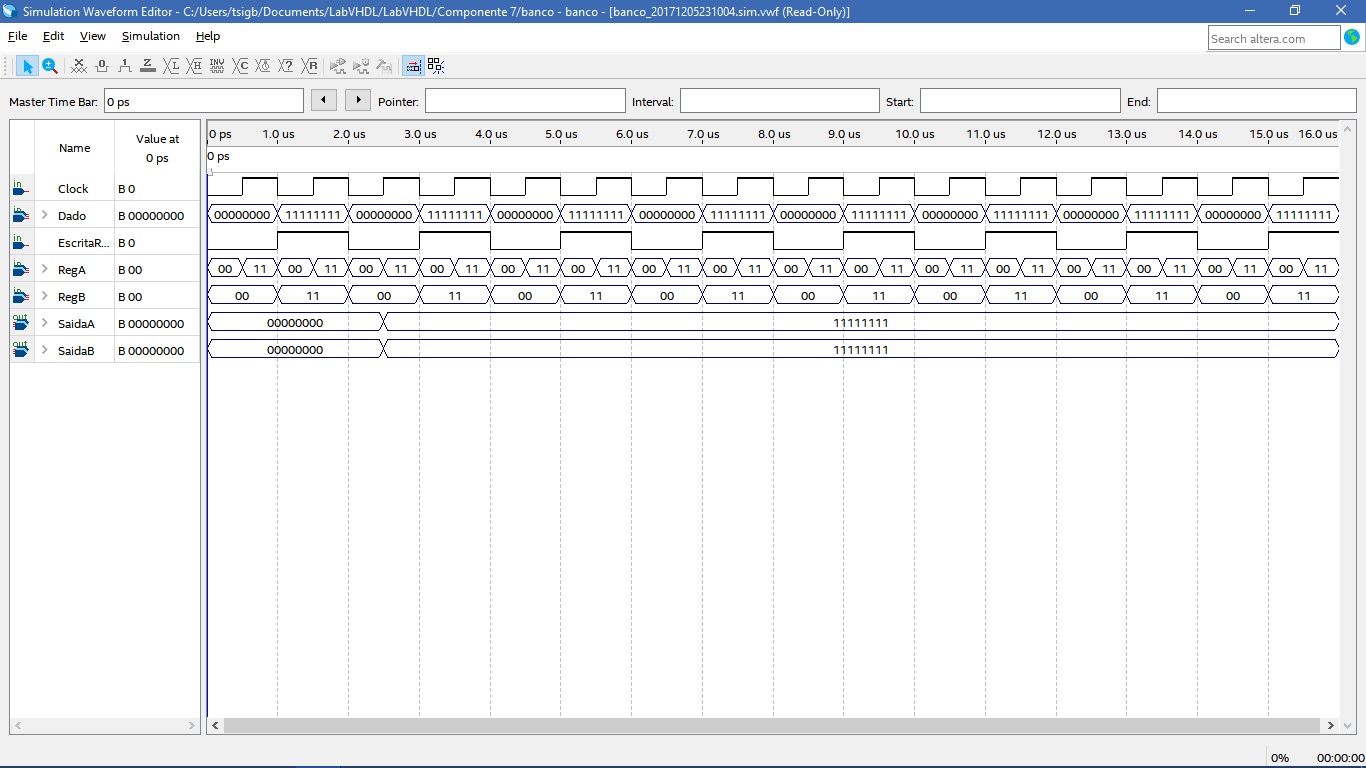 Simulation Waveform Editor - C:/Users/tsigb/Documents/LabVHDL/LabVHDL/Componente 7/banco - banco - [banco_20171205231004.sim.vwf (Read-Only)]
File Edit View Simulation Help
Search altera.com
Master Time Bar: 0 ps Pointer: Interval: Start: End:
Name Value at 0 ps
0 ps 1.0 us 2.0 us 3.0 us 4.0 us 5.0 us 6.0 us 7.0 us 8.0 us 9.0 us 10.0 us 11.0 us 12.0 us 13.0 us 14.0 us 15.0 us 16.0 us
0 ps
in Clock B 0
in Dado B 00000000 00000000 11111111 00000000 11111111 00000000 11111111 00000000 11111111 00000000 11111111 00000000 11111111 00000000 11111111 00000000 11111111
in EscritaR... B 0
in RegA B 00 00 11 00 11 00 11 00 11 00 11 00 11 00 11 00 11 00 11 00 11 00 11 00 11 00 11 00 11 00 11 00 11
in RegB B 00 00 11 00 11 00 11 00 11 00 11 00 11 00 11 00 11
out SaidaA B 00000000 00000000 11111111
out SaidaB B 00000000 00000000 11111111
0% 00:00:00